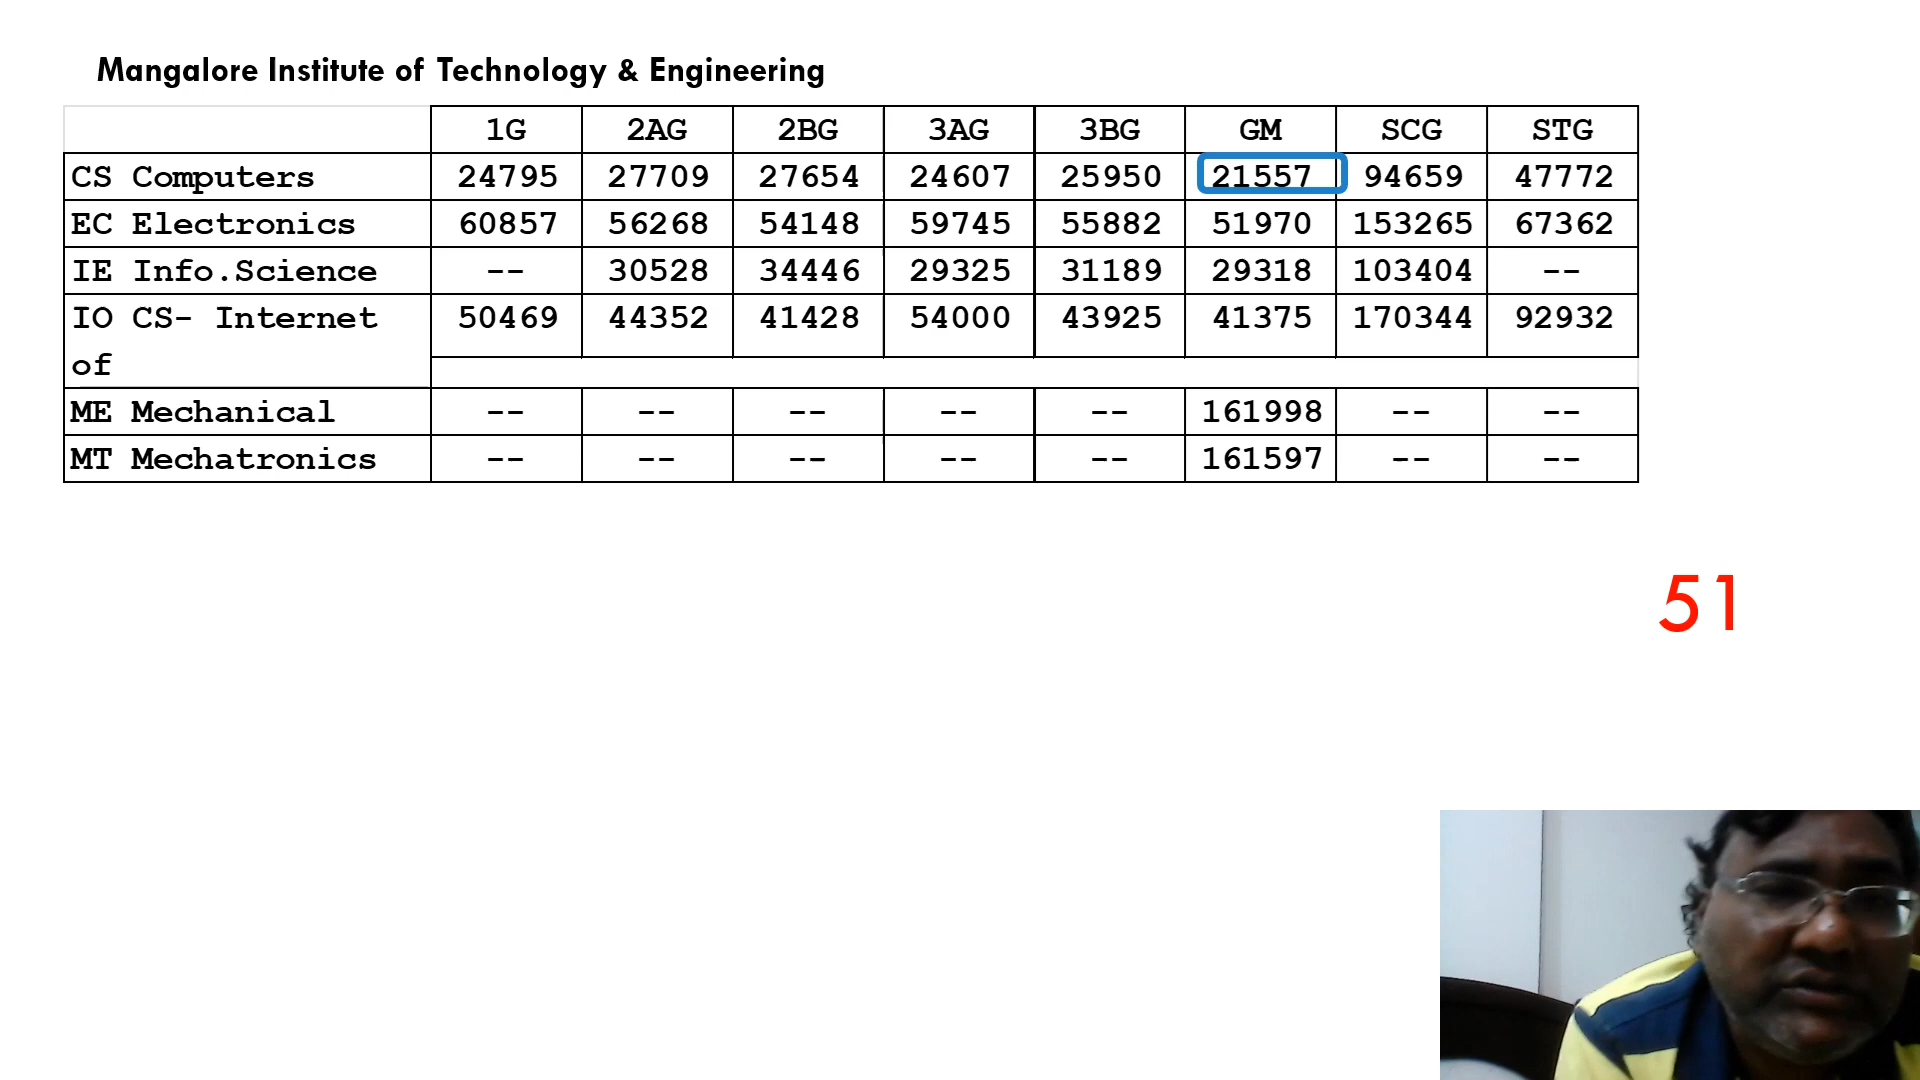 Mangalore Institute of Technology & Engineering
1G 2AG 2BG 3AG 3BG GM SCG STG
CS Computers 24795 27709 27654 24607 25950 21557 94659 47772
EC Electronics 60857 56268 54148 59745 55882 51970 153265 67362
IE Info.Science -- 30528 34446 29325 31189 29318 103404 --
IO CS- Internet 50469 44352 41428 54000 43925 41375 170344 92932
of
ME Mechanical -- -- -- -- -- 161998 -- --
MT Mechatronics -- -- -- -- -- 161597 -- --
51